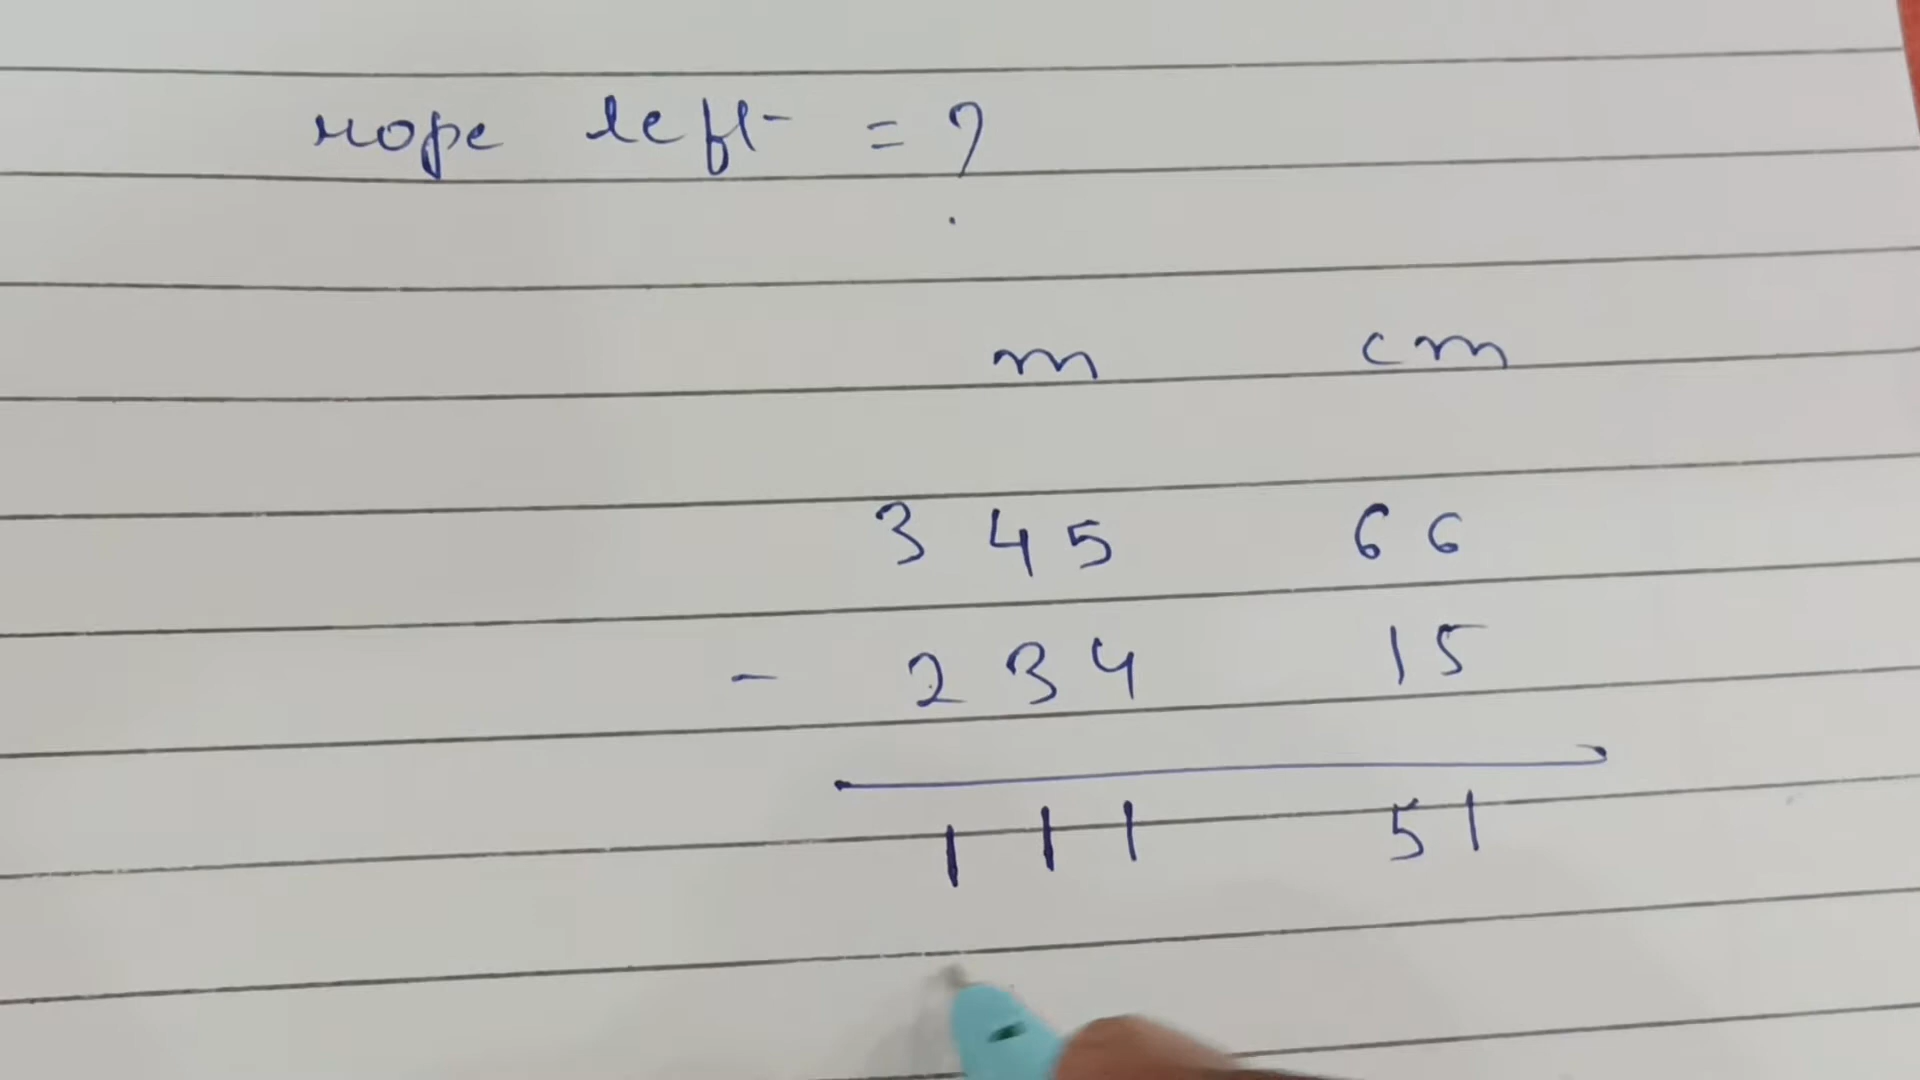 rope left = ?
m cm
345 66
- 234 15
111 51